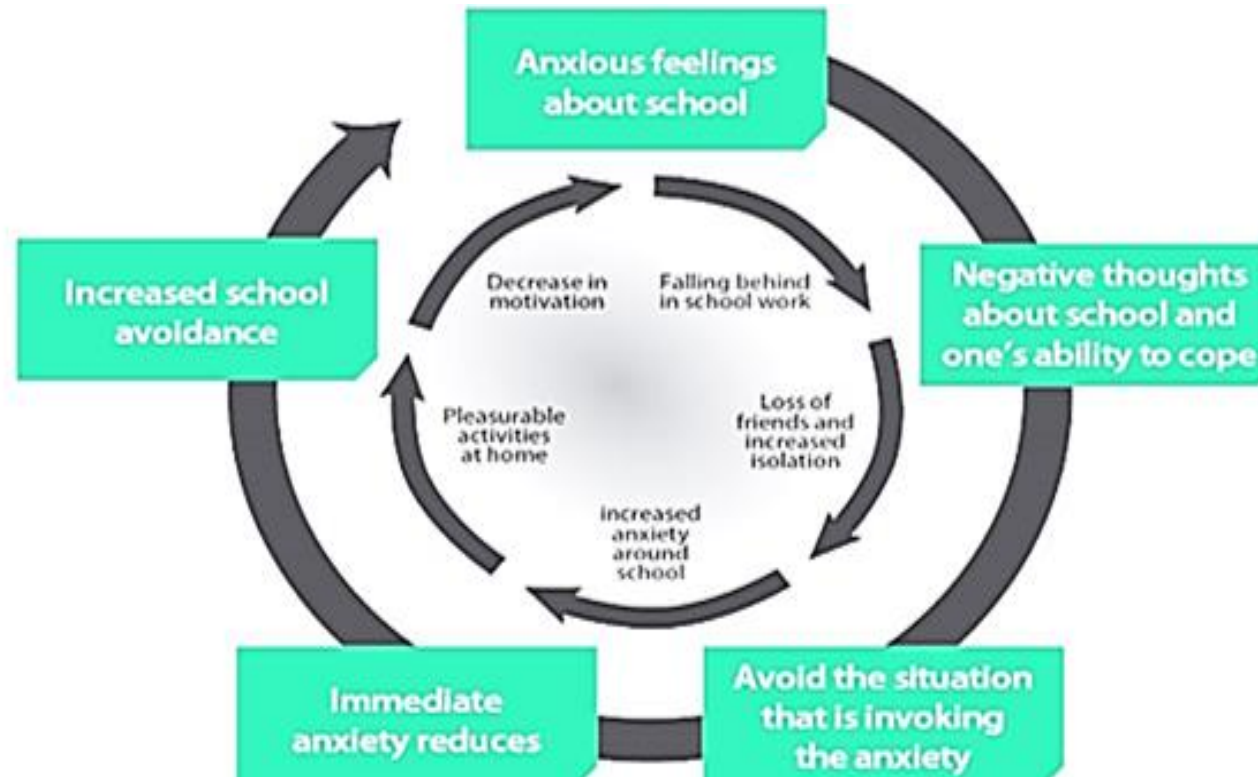 Anxious feelings
about school
Negative thoughts
about school and
one's ability to cope
Avoid the situation
that is invoking
the anxiety
Immediate
anxiety reduces
Increased school
avoidance
Falling behind
in school work
Loss of
friends and
increased
isolation
increased
anxiety
around
school
Pleasurable
activities
at home
Decrease in
motivation